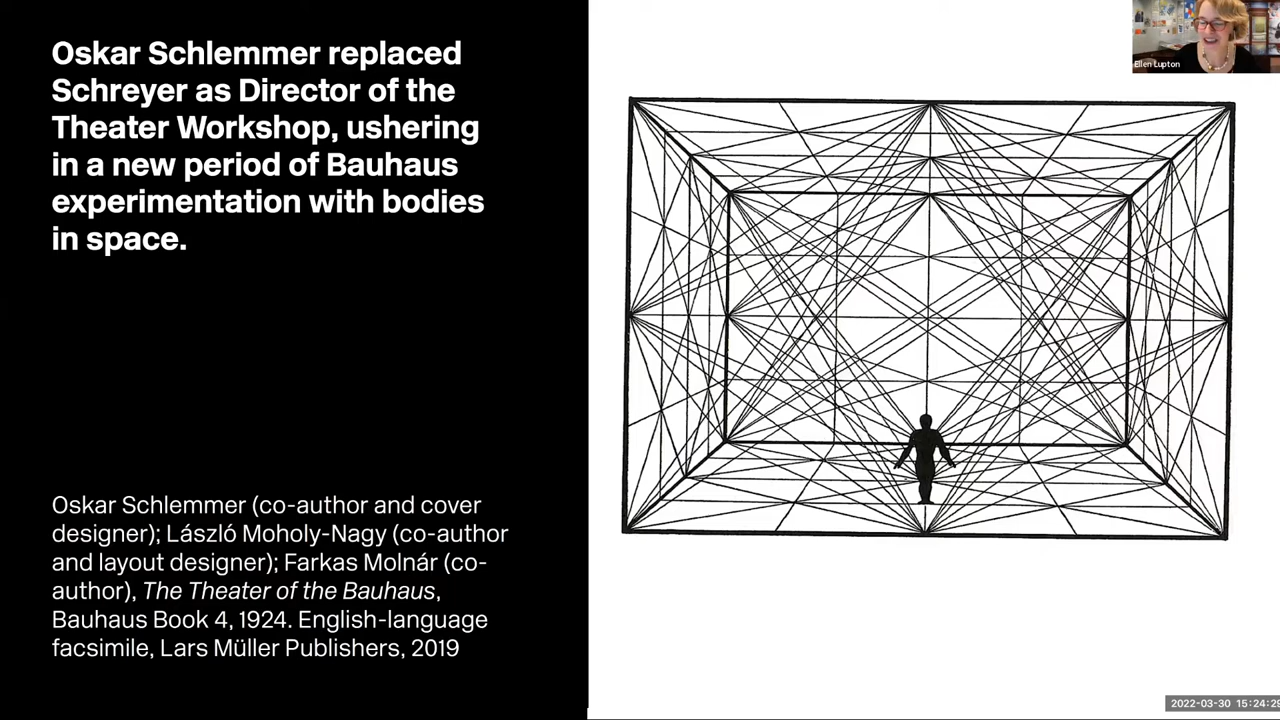 Oskar Schlemmer replaced
Schreyer as Director of the
Theater Workshop, ushering
in a new period of Bauhaus
experimentation with bodies
in space.
Oskar Schlemmer (co-author and cover
designer); László Moholy-Nagy (co-author
and layout designer); Farkas Molnár (co-
author), The Theater of the Bauhaus,
Bauhaus Book 4, 1924. English-language
facsimile, Lars Müller Publishers, 2019
Ellen Lupton
2022-03-30 15:24:29